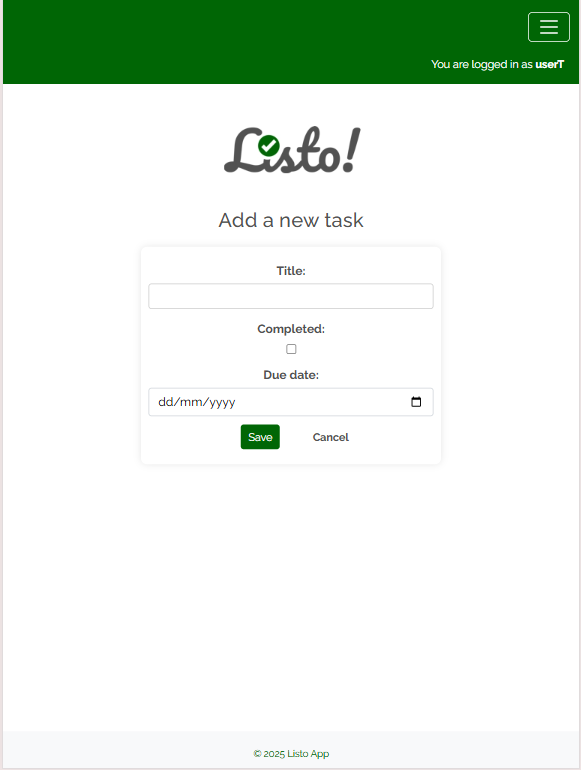 You are logged in as userT
Listo!
Add a new task
Title:
Completed:
Due date:
dd/mm/yyyy
Save Cancel
© 2025 Listo App